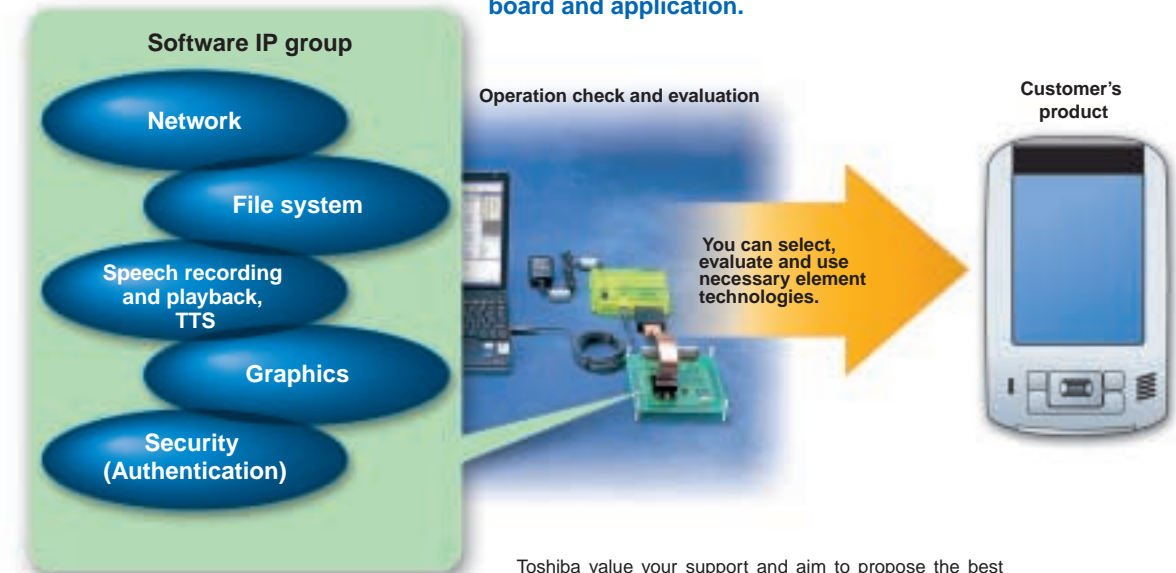 board and application.
Software IP group
Network
File system
Speech recording
and playback,
TTS
Graphics
Security
(Authentication)
Operation check and evaluation
You can select,
evaluate and use
necessary element
technologies.
Customer's
product
Toshiba value your support and aim to propose the best